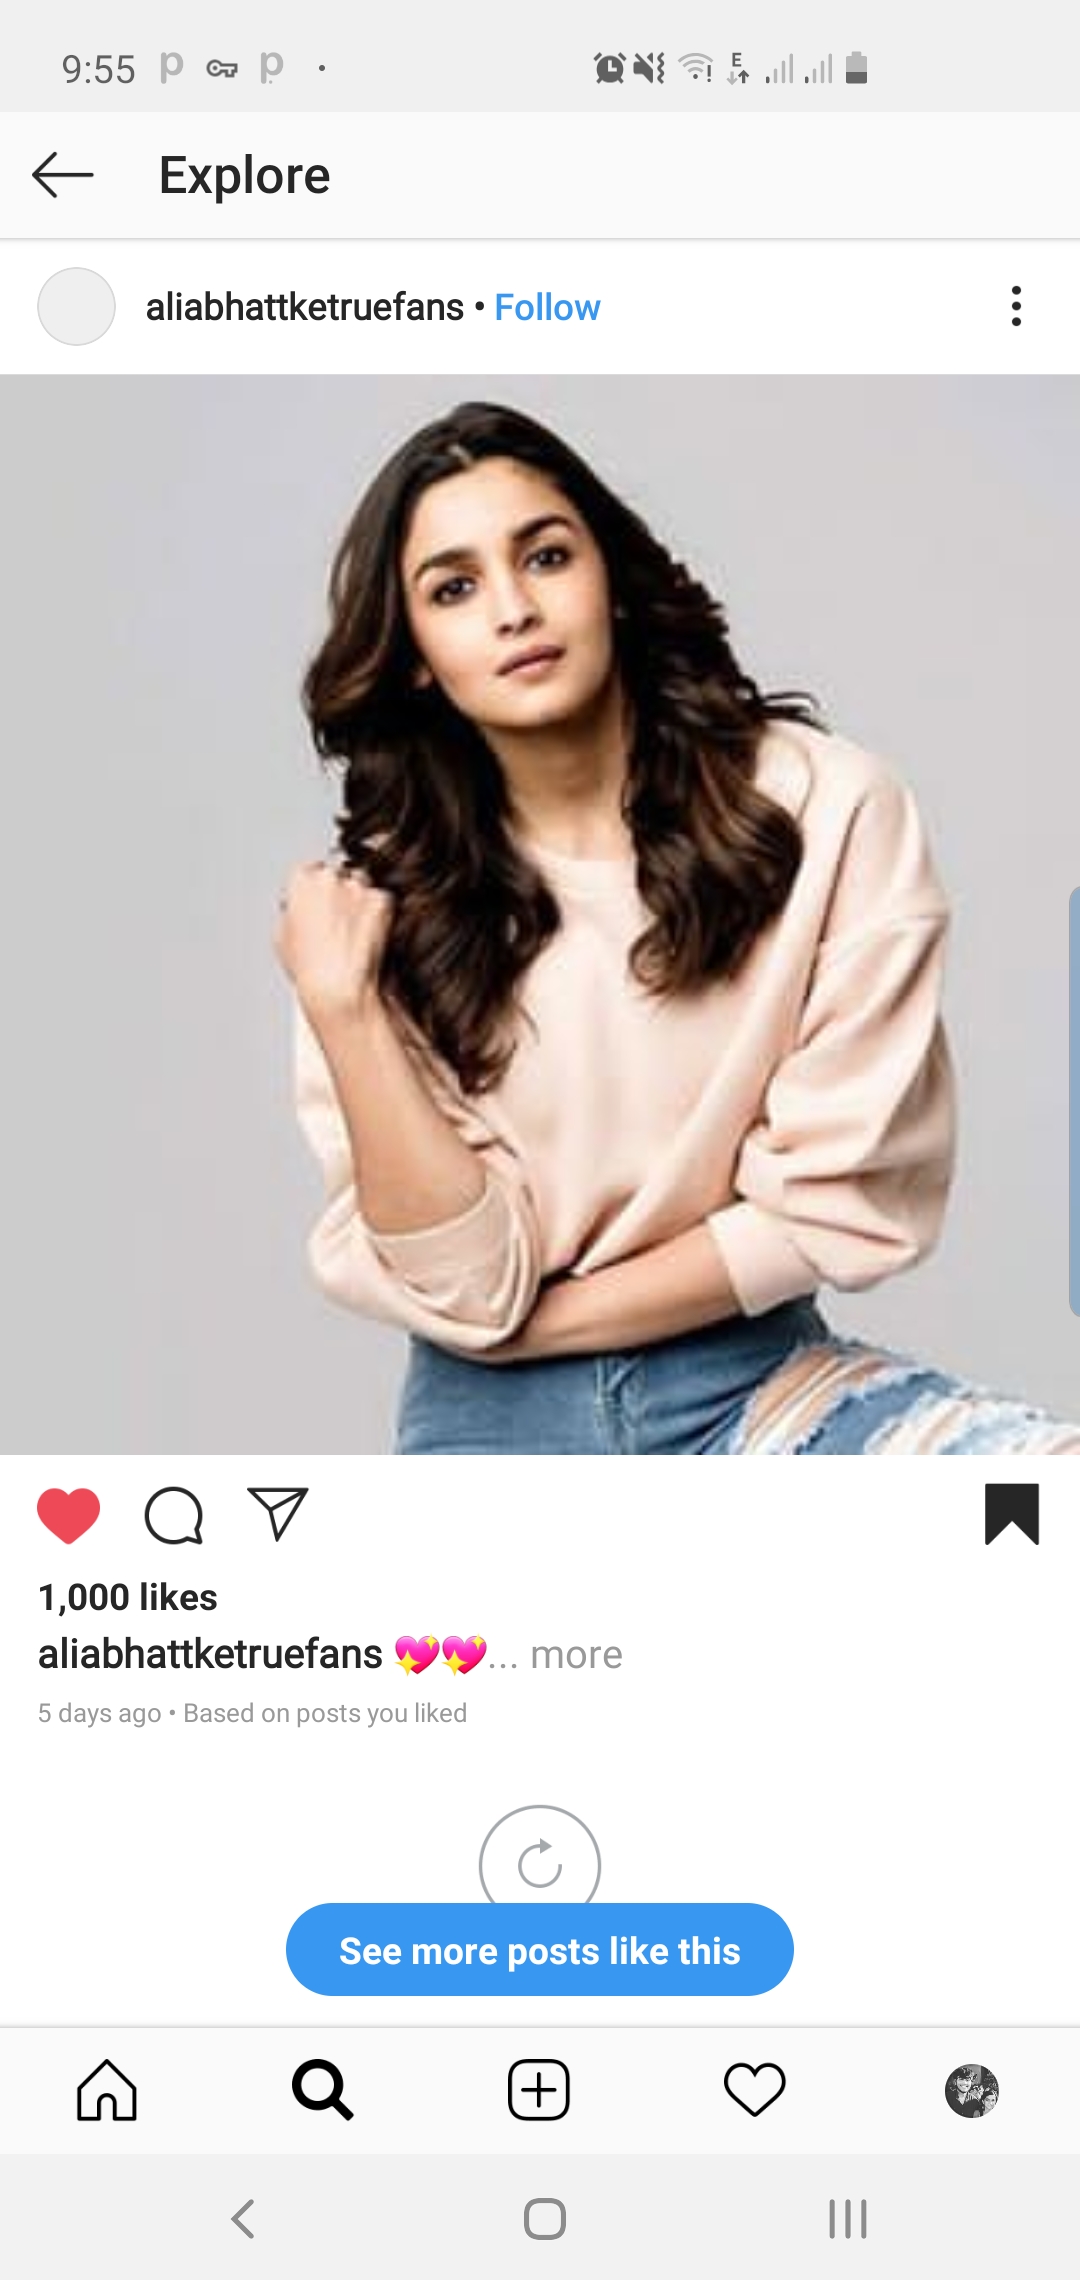 9:55
Explore
aliabhattketruefans • Follow
1,000 likes
aliabhattketruefans 💖💖... more
5 days ago • Based on posts you liked
See more posts like this